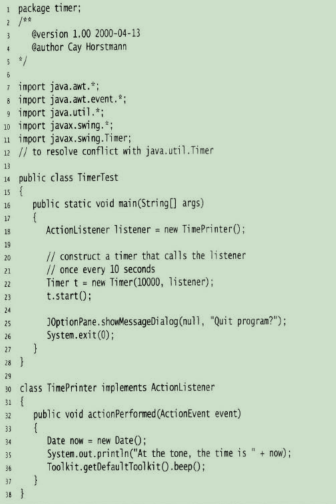 1 package timer;
2 /**
3 @version 1.00 2000-04-13
4 @author Cay Horstmann
5 */
6
7 import java.awt.*;
8 import java.awt.event.*;
9 import java.util.*;
10 import javax.swing.*;
11 import javax.swing.Timer;
12 // to resolve conflict with java.util.Timer
13
14 public class TimerTest
15 {
16 public static void main(String[] args)
17 {
18 ActionListener listener = new TimePrinter();
19
20 // construct a timer that calls the listener
21 // once every 10 seconds
22 Timer t = new Timer(10000, listener);
23 t.start();
24
25 JOptionPane.showMessageDialog(null, "Quit program?");
26 System.exit(0);
27 }
28 }
29
30 class TimePrinter implements ActionListener
31 {
32 public void actionPerformed(ActionEvent event)
33 {
34 Date now = new Date();
35 System.out.println("At the tone, the time is " + now);
36 Toolkit.getDefaultToolkit().beep();
37 }
38 }